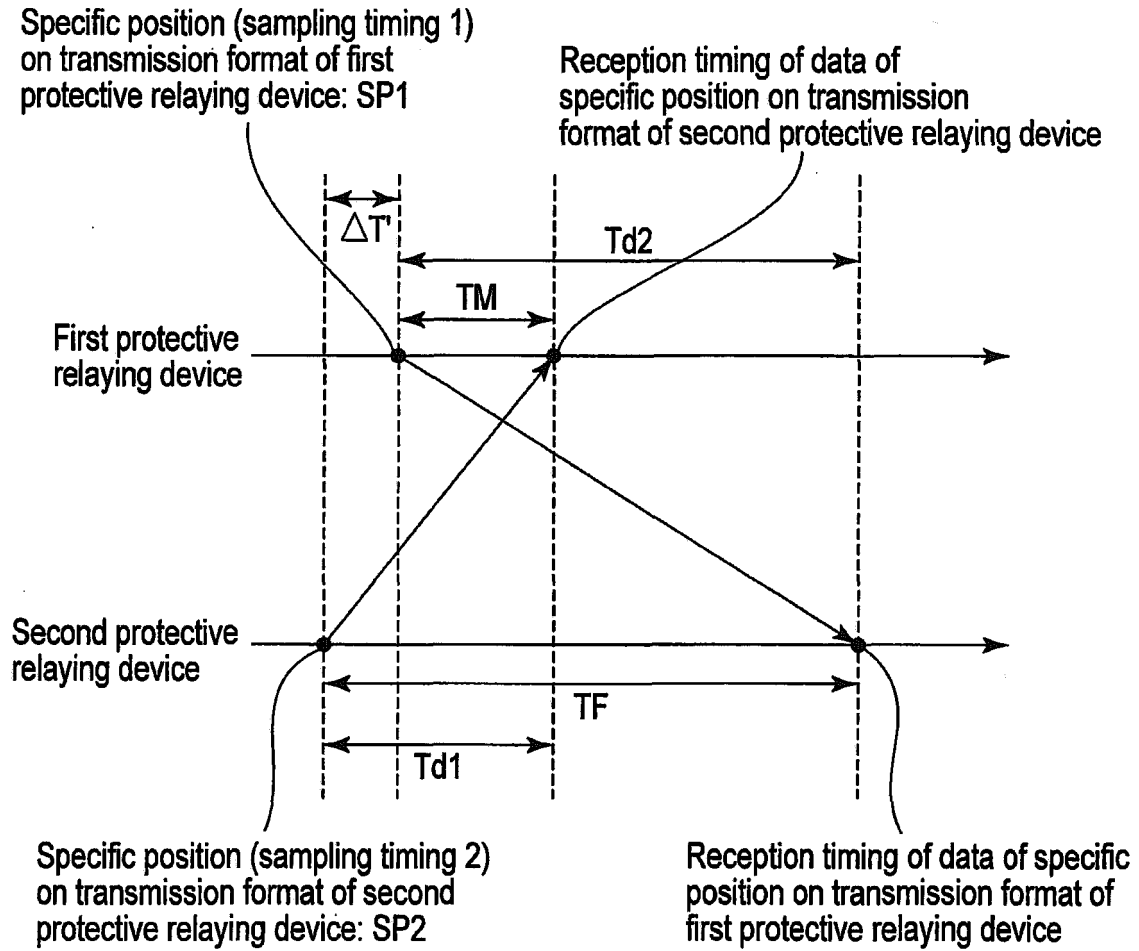 Specific position (sampling timing 1)
on transmission format of first
protective relaying device: SP1
Reception timing of data of
specific position on transmission
format of second protective relaying device
△T'
Td2
TM
First protective
relaying device
Second protective
relaying device
TF
Td1
Specific position (sampling timing 2)
on transmission format of second
protective relaying device: SP2
Reception timing of data of specific
position on transmission format of
first protective relaying device